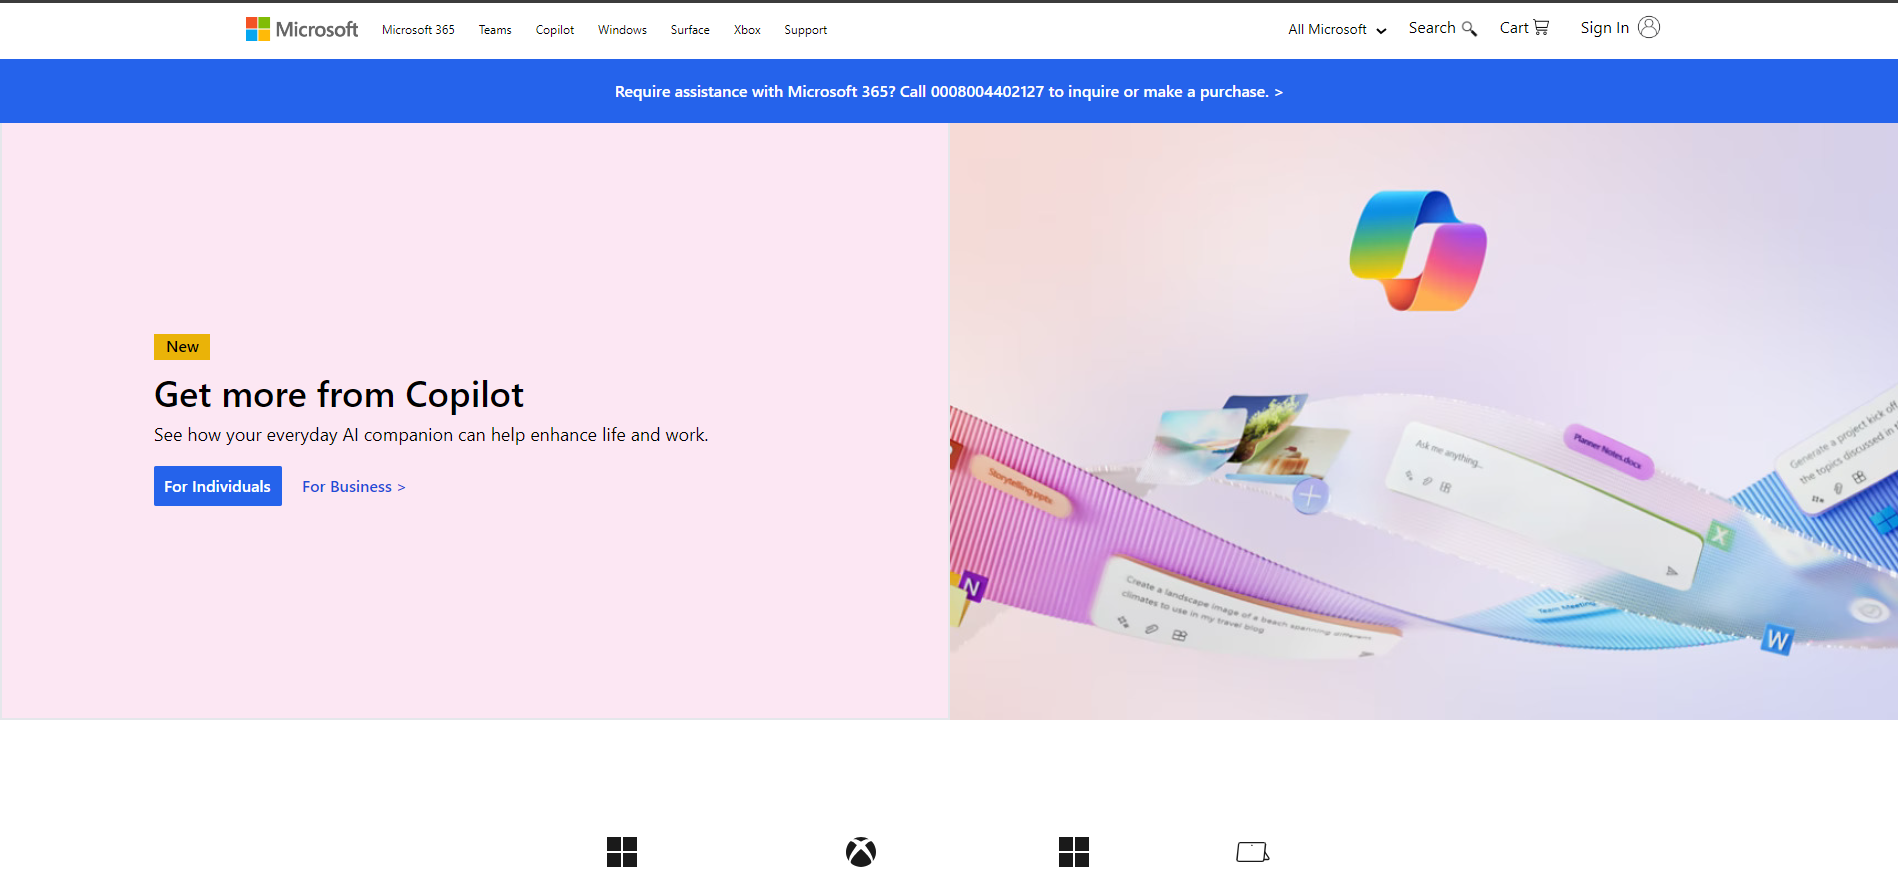 Microsoft
Microsoft 365
Teams
Copilot
Windows
Surface
Xbox
Support
All Microsoft
Search
Cart
Sign In
Require assistance with Microsoft 365? Call 0008004402127 to inquire or make a purchase. >
New
Get more from Copilot
See how your everyday AI companion can help enhance life and work.
For Individuals
For Business >
Storytelling.pptx
Ask me anything...
Planner Notes.docx
Generate a project kick off
the topics discussed in
X
N
Create a landscape image of a beach spanning different
climates to use in my travel blog
Team Meeting
W